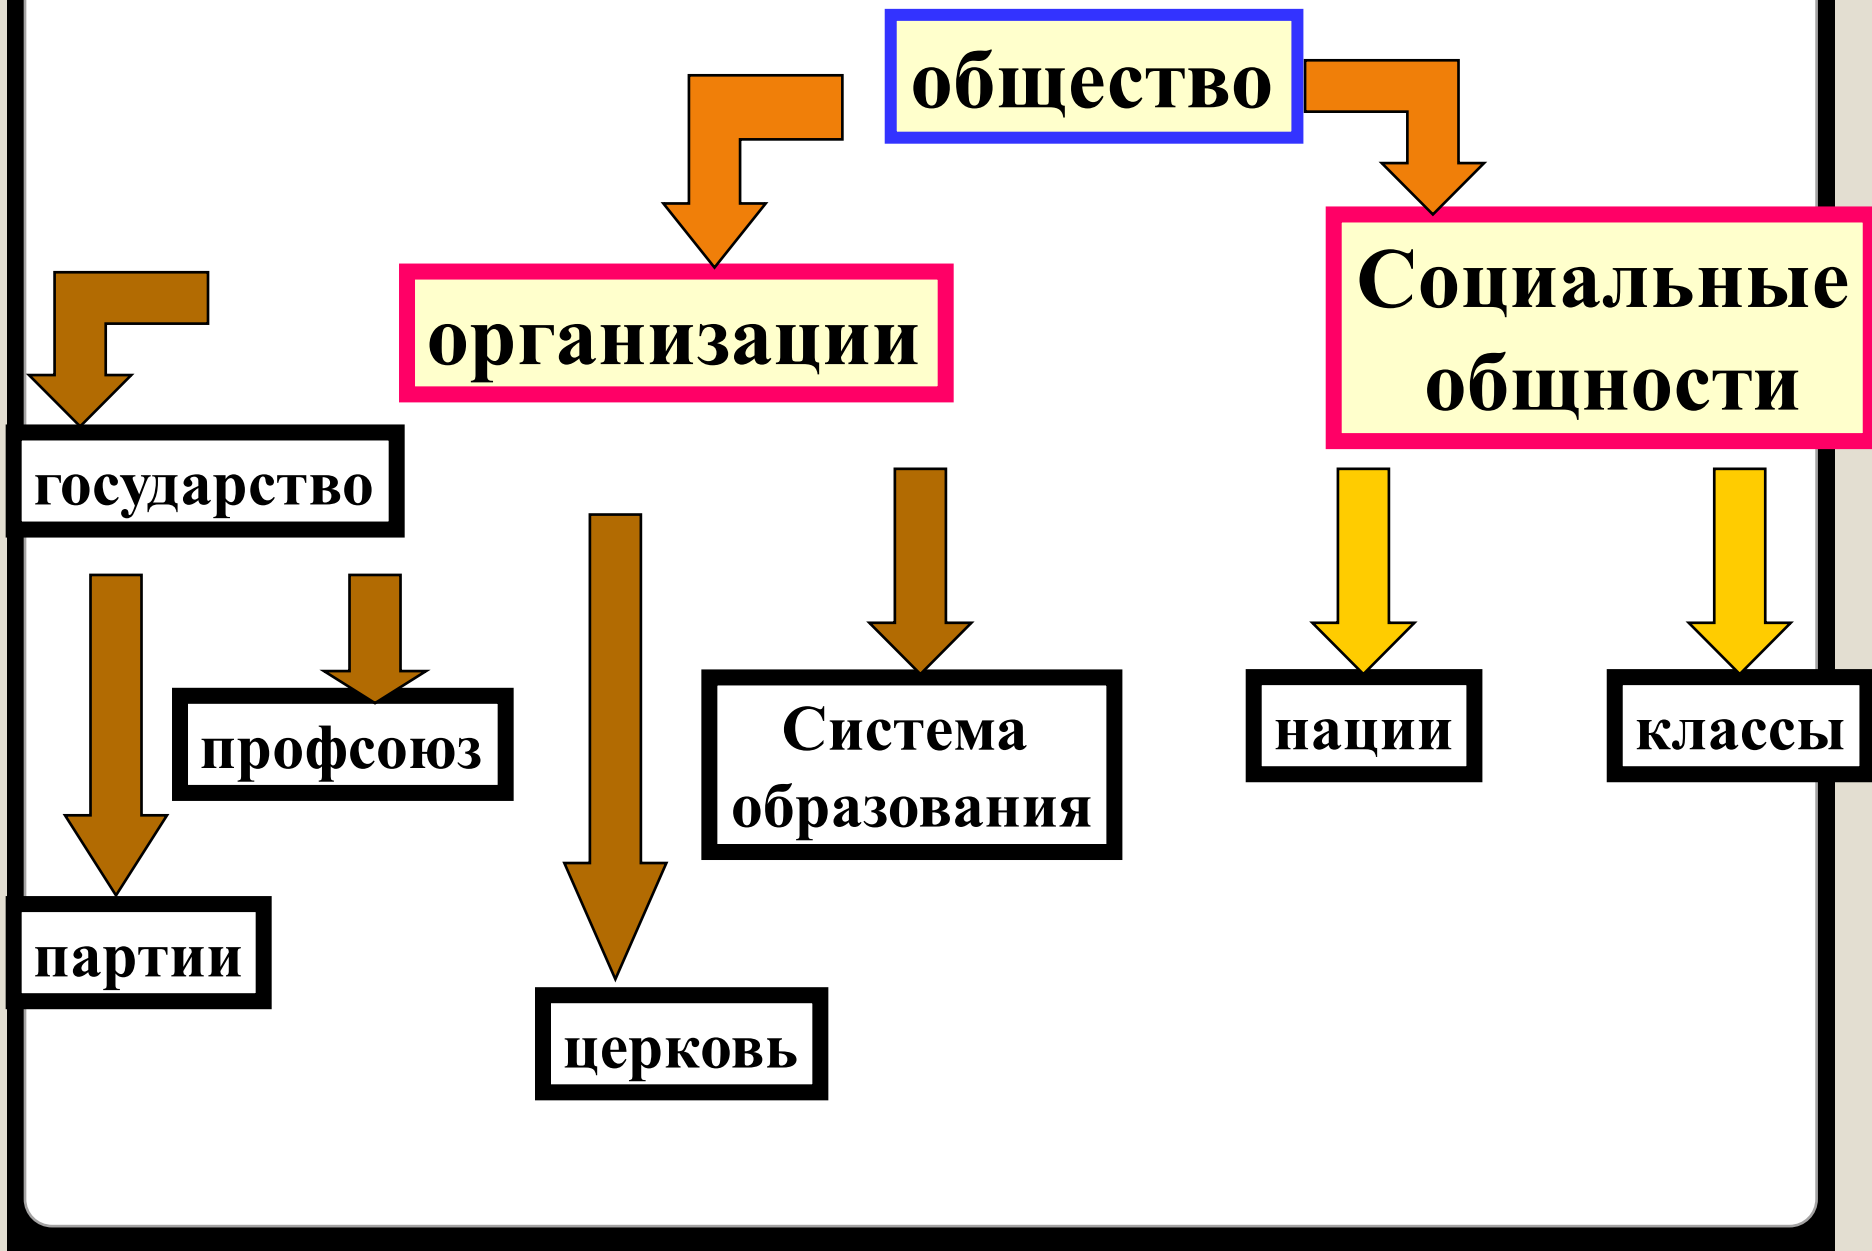 общество
организации
Социальные
общности
государство
профсоюз
Система
образования
нации
классы
партии
церковь